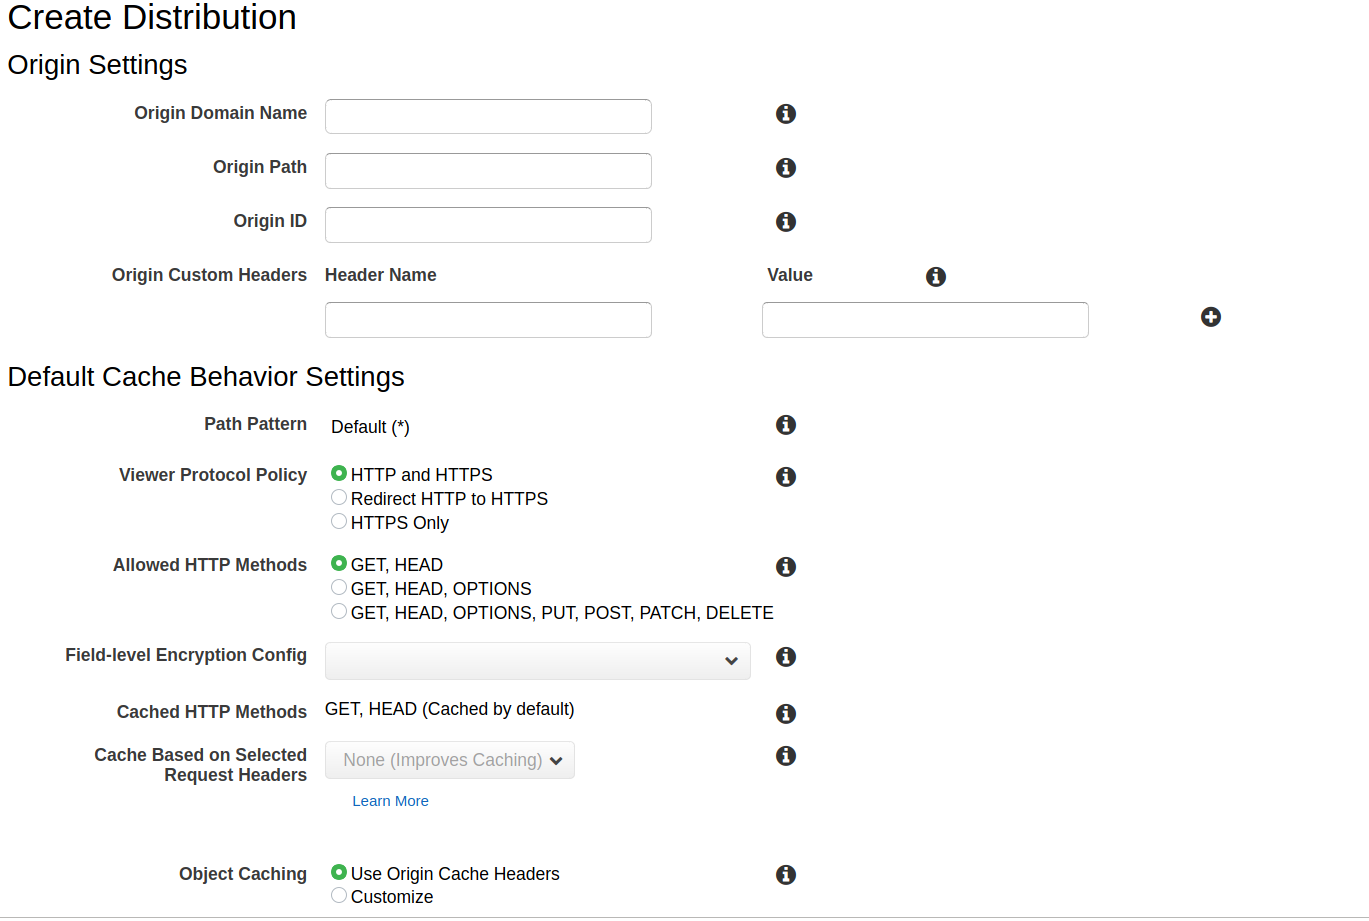 Create Distribution
Origin Settings
Origin Domain Name
Origin Path
Origin ID
Origin Custom Headers Header Name Value
Default Cache Behavior Settings
Path Pattern Default (*)
Viewer Protocol Policy HTTP and HTTPS
Redirect HTTP to HTTPS
HTTPS Only
Allowed HTTP Methods GET, HEAD
GET, HEAD, OPTIONS
GET, HEAD, OPTIONS, PUT, POST, PATCH, DELETE
Field-level Encryption Config
Cached HTTP Methods GET, HEAD (Cached by default)
Cache Based on Selected
Request Headers
None (Improves Caching)
Learn More
Object Caching Use Origin Cache Headers
Customize